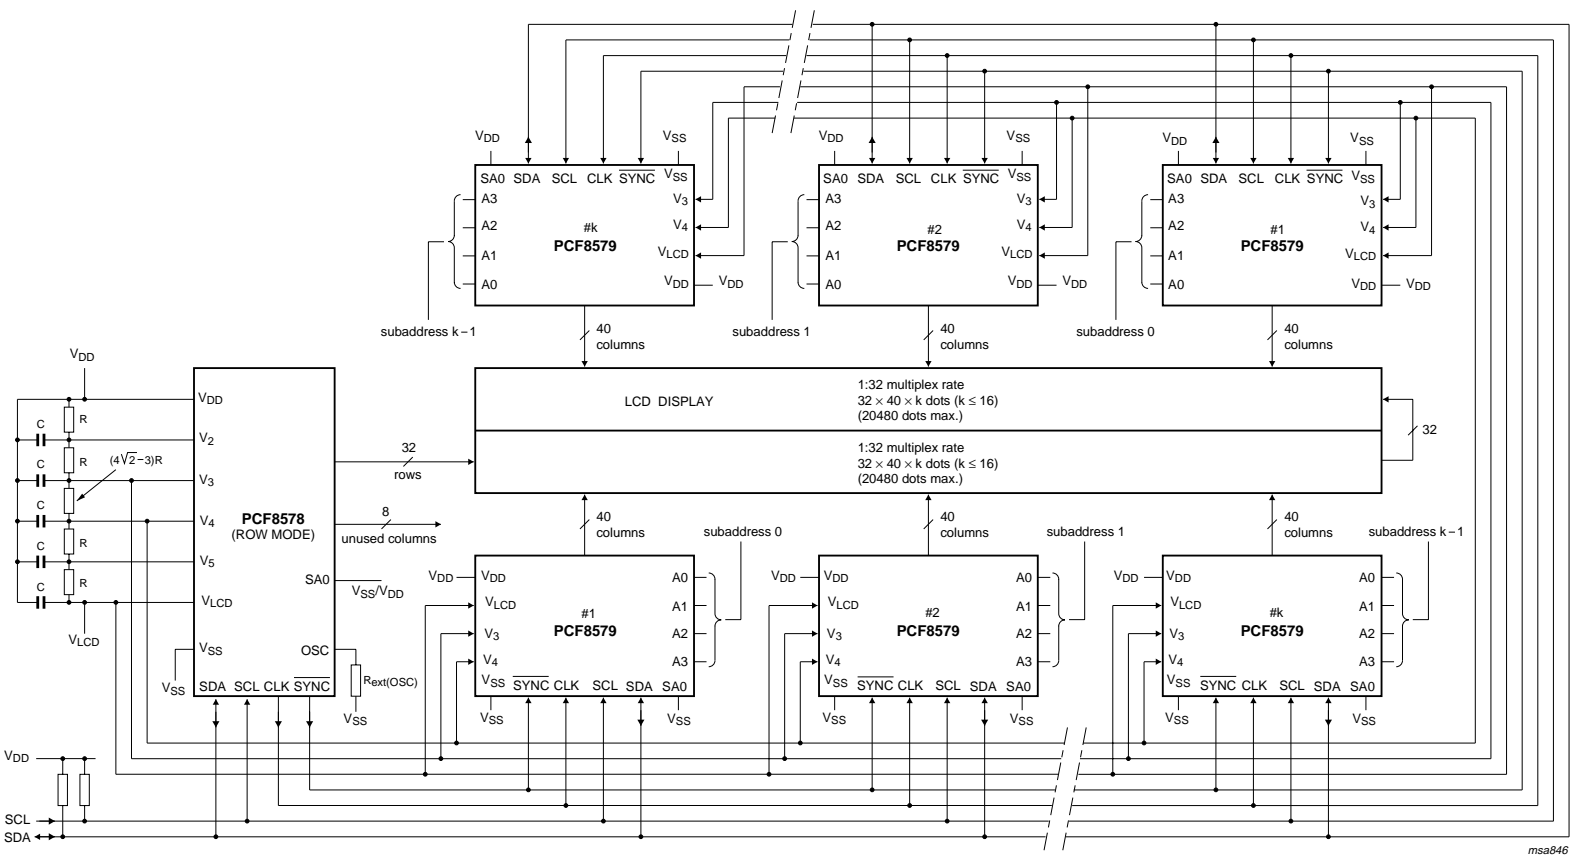 VDD VSS VDD VSS VDD VSS
SA0 SDA SCL CLK SYNC VSS
A3 V3
A2 #k V4
PCF8579
A1 VLCD
A0 VDD VDD
subaddress k−1
40
columns
SA0 SDA SCL CLK SYNC VSS
A3 V3
A2 #2 V4
PCF8579
A1 VLCD
A0 VDD VDD
subaddress 1
40
columns
SA0 SDA SCL CLK SYNC VSS
A3 V3
A2 #1 V4
PCF8579
A1 VLCD
A0 VDD VDD
subaddress 0
40
columns
VDD
C R
C R
C (4√2−3)R
C R
C R
VLCD
VDD
V2
V3
V4
V5
VLCD
VSS
VSS
PCF8578
(ROW MODE)
SA0 VSS/VDD
OSC
Rext(OSC)
VSS
SDA SCL CLK SYNC
32
rows
8
unused columns
LCD DISPLAY
1:32 multiplex rate
32 × 40 × k dots (k ≤ 16)
(20480 dots max.)
1:32 multiplex rate
32 × 40 × k dots (k ≤ 16)
(20480 dots max.)
32
40
columns
subaddress 0
VDD VDD A0
VLCD A1
#1
PCF8579
V3 A2
V4 A3
VSS SYNC CLK SCL SDA SA0
VSS VSS
40
columns
subaddress 1
VDD VDD A0
VLCD A1
#2
PCF8579
V3 A2
V4 A3
VSS SYNC CLK SCL SDA SA0
VSS VSS
40
columns
subaddress k−1
VDD VDD A0
VLCD A1
#k
PCF8579
V3 A2
V4 A3
VSS SYNC CLK SCL SDA SA0
VSS VSS
VDD
SCL
SDA
msa846